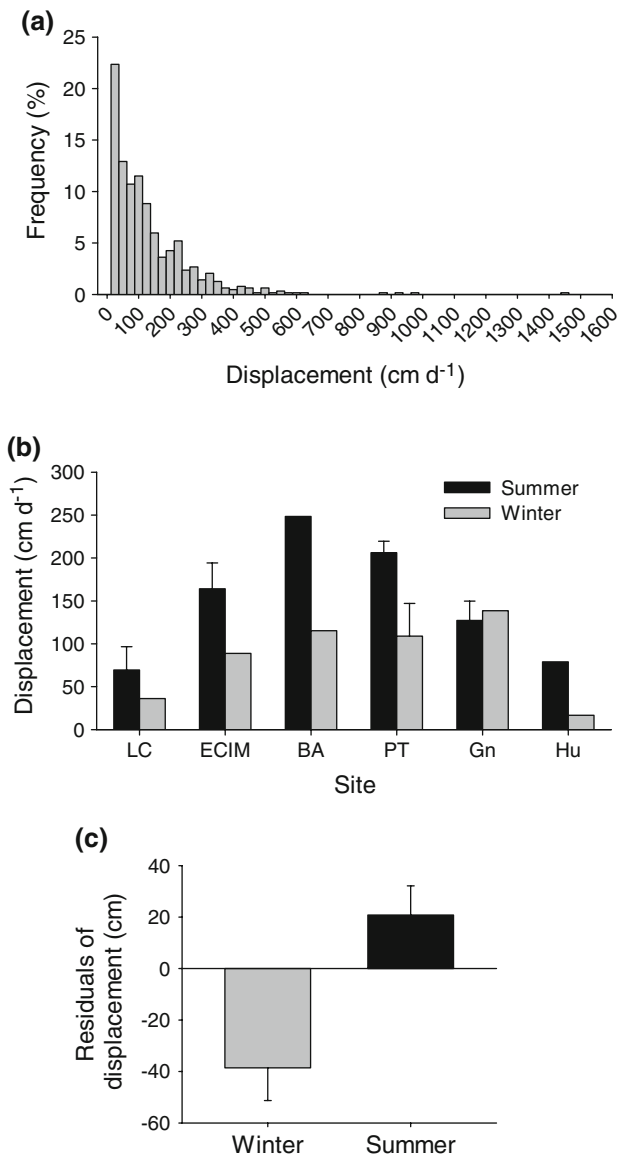 (a)
25
20
15
10
5
0
Frequency (%)
0 100 200 300 400 500 600 700 800 900 1000 1100 1200 1300 1400 1500 1600
Displacement (cm d⁻¹)
(b)
300
250
200
150
100
50
0
Displacement (cm d⁻¹)
Summer
Winter
LC ECIM BA PT Gn Hu
Site
(c)
40
20
0
-20
-40
-60
Residuals of
displacement (cm)
Winter Summer